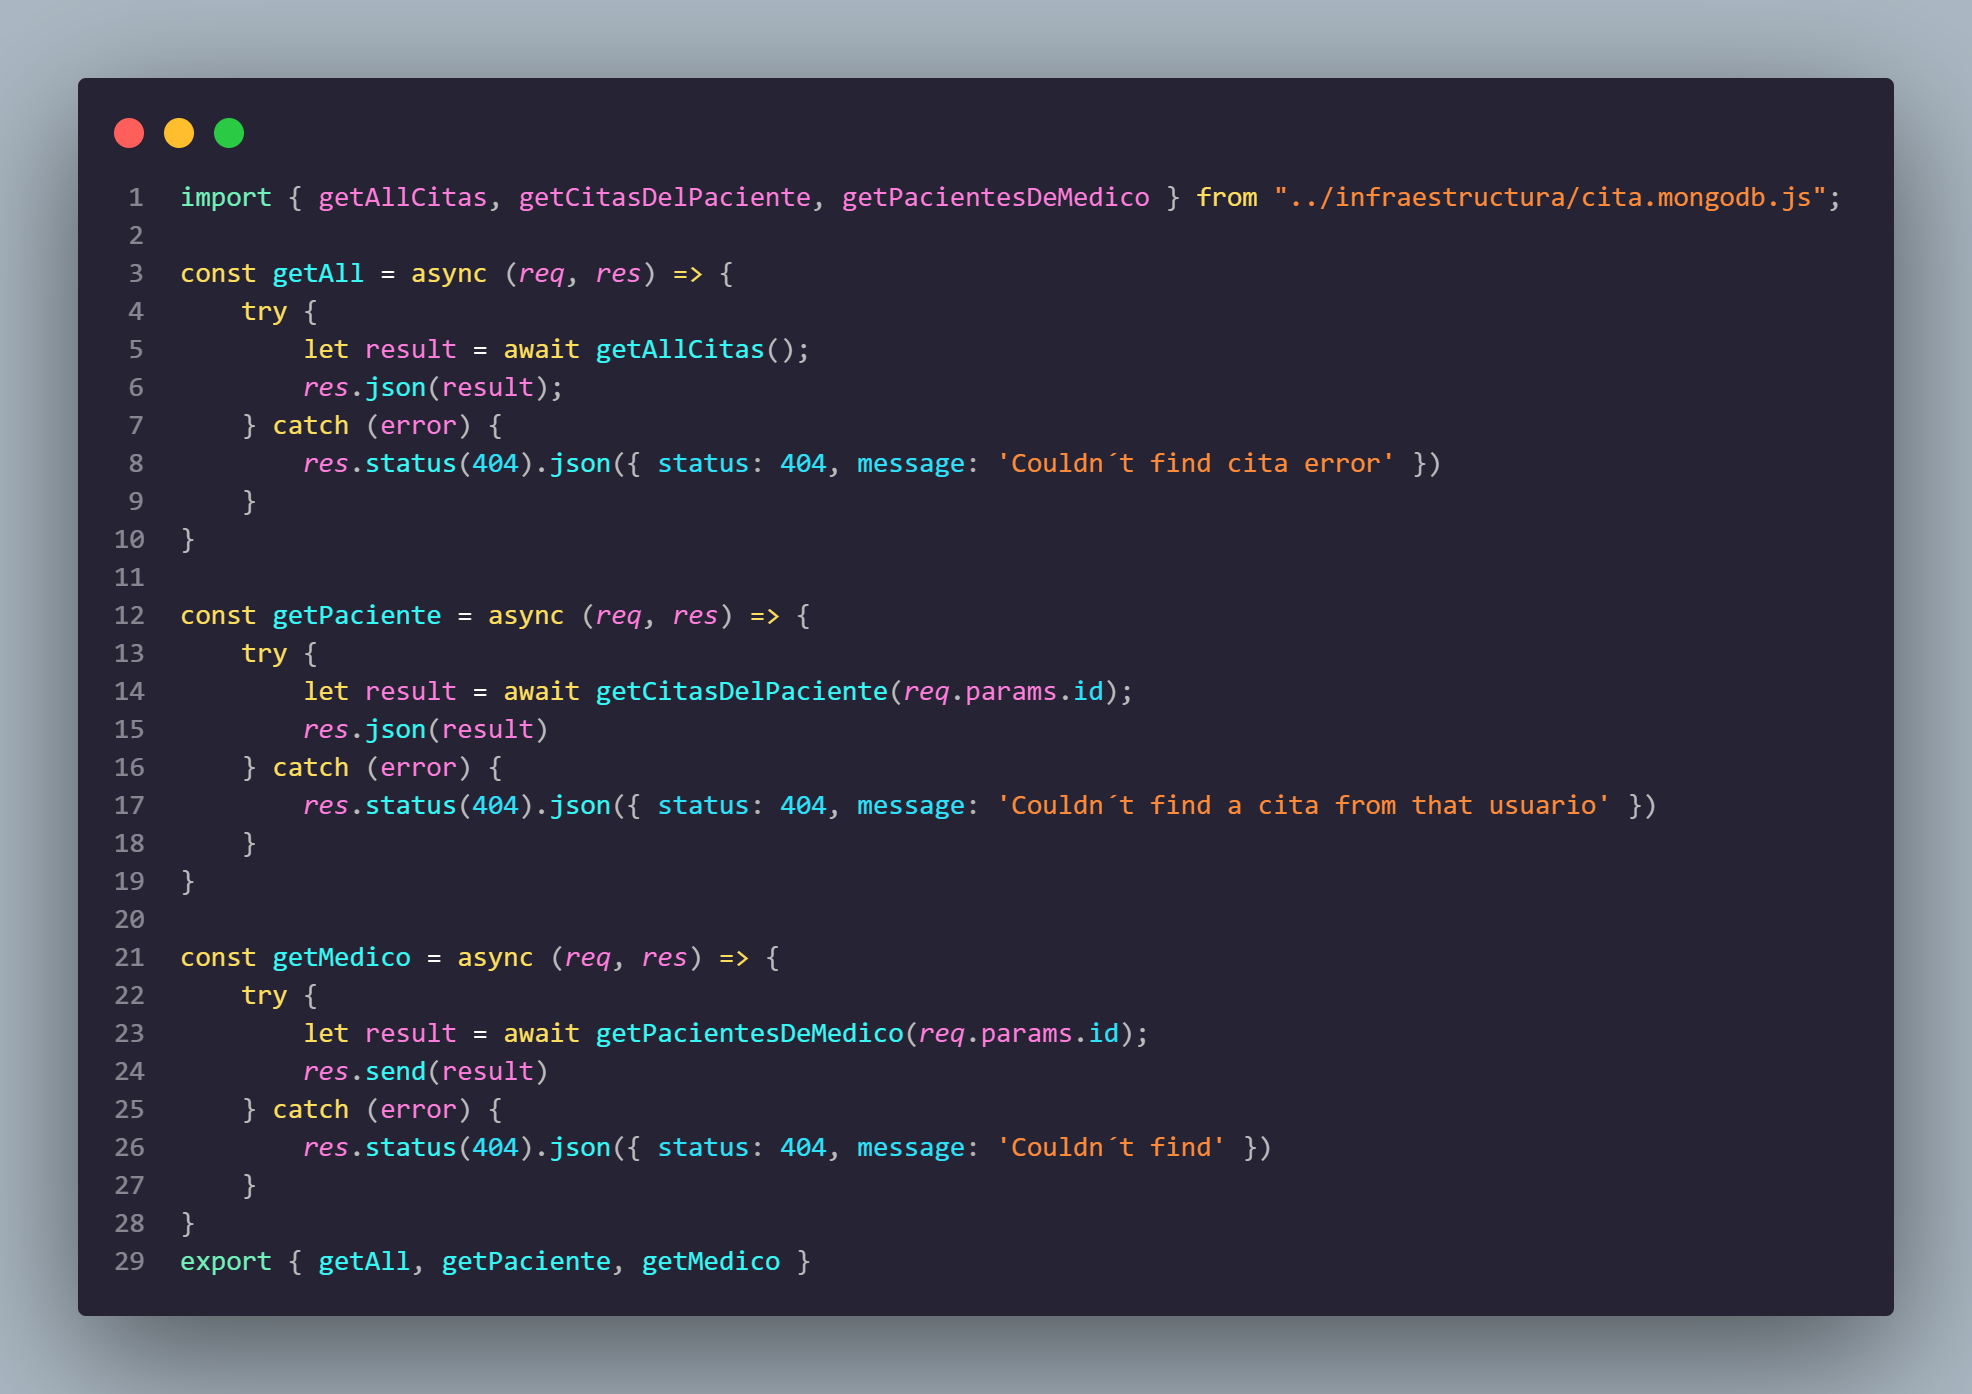 1 import { getAllCitas, getCitasDelPaciente, getPacientesDeMedico } from "../infraestructura/cita.mongodb.js";
2
3 const getAll = async (req, res) => {
4     try {
5         let result = await getAllCitas();
6         res.json(result);
7     } catch (error) {
8         res.status(404).json({ status: 404, message: 'Couldn´t find cita error' })
9     }
10 }
11
12 const getPaciente = async (req, res) => {
13     try {
14         let result = await getCitasDelPaciente(req.params.id);
15         res.json(result)
16     } catch (error) {
17         res.status(404).json({ status: 404, message: 'Couldn´t find a cita from that usuario' })
18     }
19 }
20
21 const getMedico = async (req, res) => {
22     try {
23         let result = await getPacientesDeMedico(req.params.id);
24         res.send(result)
25     } catch (error) {
26         res.status(404).json({ status: 404, message: 'Couldn´t find' })
27     }
28 }
29 export { getAll, getPaciente, getMedico }